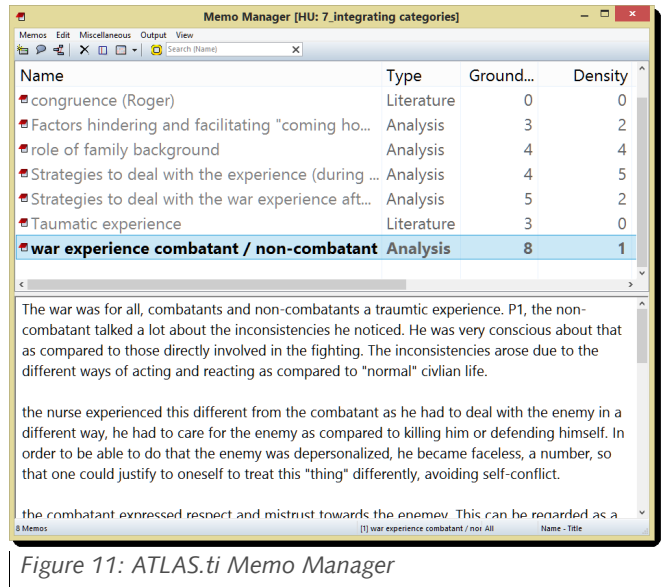 Memo Manager [HU: 7_integrating categories]
Memos Edit Miscellaneous Output View
Search (Name)
Name Type Ground... Density
congruence (Roger) Literature 0 0
Factors hindering and facilitating "coming ho... Analysis 3 2
role of family background Analysis 4 4
Strategies to deal with the experience (during ... Analysis 4 5
Strategies to deal with the war experience aft... Analysis 5 2
Taumatic experience Literature 3 0
war experience combatant / non-combatant Analysis 8 1
The war was for all, combatants and non-combatants a traumtic experience. P1, the non-
combatant talked a lot about the inconsistencies he noticed. He was very conscious about that
as compared to those directly involved in the fighting. The inconsistencies arose due to the
different ways of acting and reacting as compared to "normal" civlian life.
the nurse experienced this different from the combatant as he had to deal with the enemy in a
different way, he had to care for the enemy as compared to killing him or defending himself. In
order to be able to do that the enemy was depersonalized, he became faceless, a number, so
that one could justify to oneself to treat this "thing" differently, avoiding self-conflict.
the combatant expressed respect and mistrust towards the enemey. This can be regarded as a
8 Memos [1] war experience combatant / nor All Name - Title
Figure 11: ATLAS.ti Memo Manager